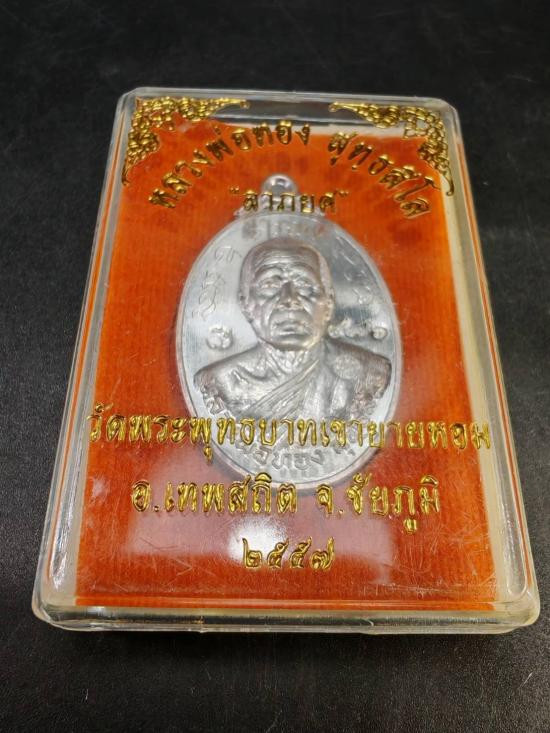 หลวงพ่อทอง สุทธสีโล
"ลาภยศ"
วัดพระพุทธบาทเขายายหอม
อ.เทพสถิต จ.ชัยภูมิ
๒๕๕๗